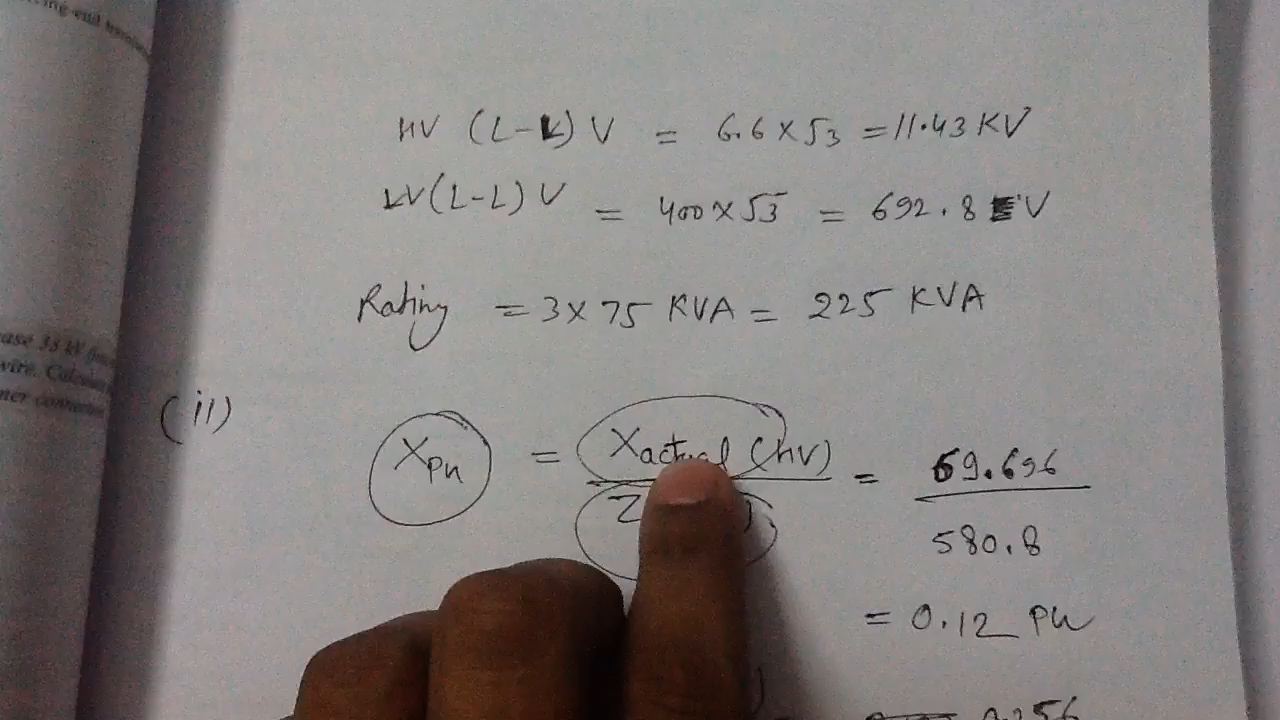 HV (L-L) V = 6.6 x √3 = 11.43 KV
LV (L-L) V = 400 x √3 = 692.8 V
Rating = 3 x 75 KVA = 225 KVA
(ii) Xpu = Xactual (hv) / Z = 69.696 / 580.8
= 0.12 pu